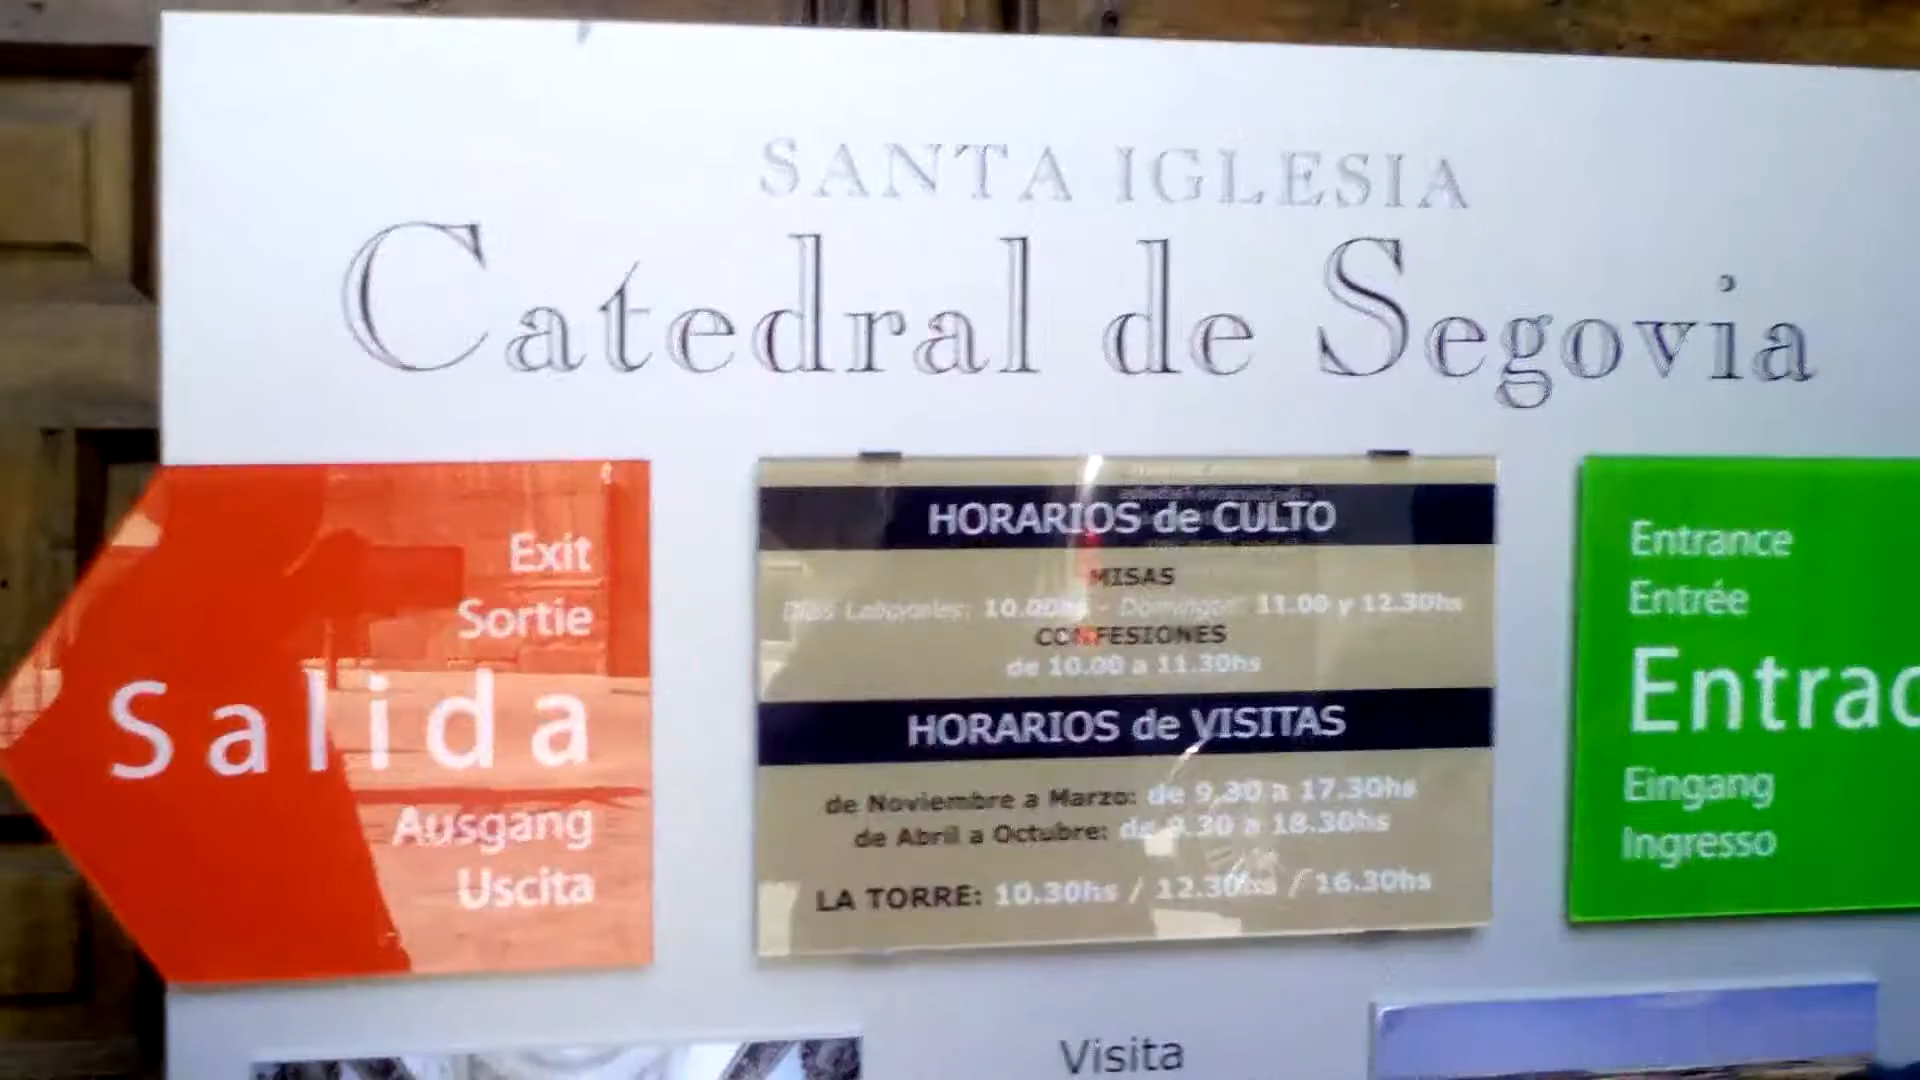 SANTA IGLESIA
Catedral de Segovia
Exit
Sortie
Salida
Ausgang
Uscita
HORARIOS de CULTO
MISAS
Días Laborales: 10.00hs - Domingos: 11.00 y 12.30hs
CONFESIONES
de 10.00 a 11.30hs
HORARIOS de VISITAS
de Noviembre a Marzo: de 9.30 a 17.30hs
de Abril a Octubre: de 9.30 a 18.30hs
LA TORRE: 10.30hs / 12.30hs / 16.30hs
Entrance
Entrée
Entrad
Eingang
Ingresso
Visita